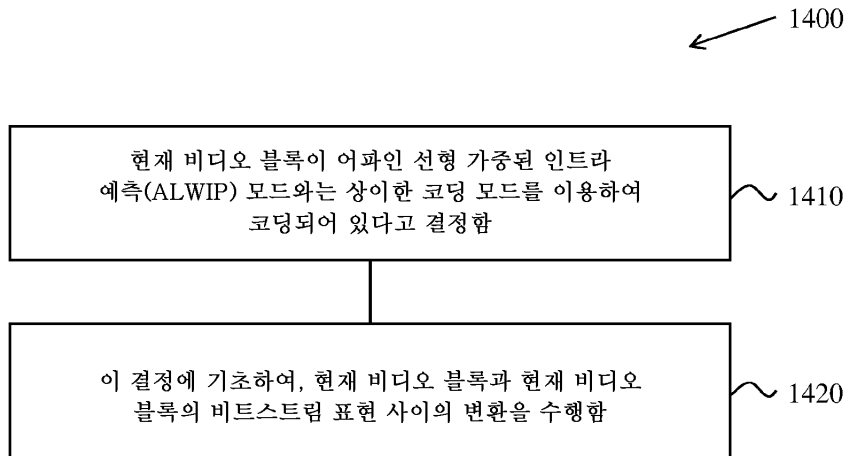 1400
현재 비디오 블록이 어파인 선형 가중된 인트라
예측(ALWIP) 모드와는 상이한 코딩 모드를 이용하여
코딩되어 있다고 결정함
1410
이 결정에 기초하여, 현재 비디오 블록과 현재 비디오
블록의 비트스트림 표현 사이의 변환을 수행함
1420